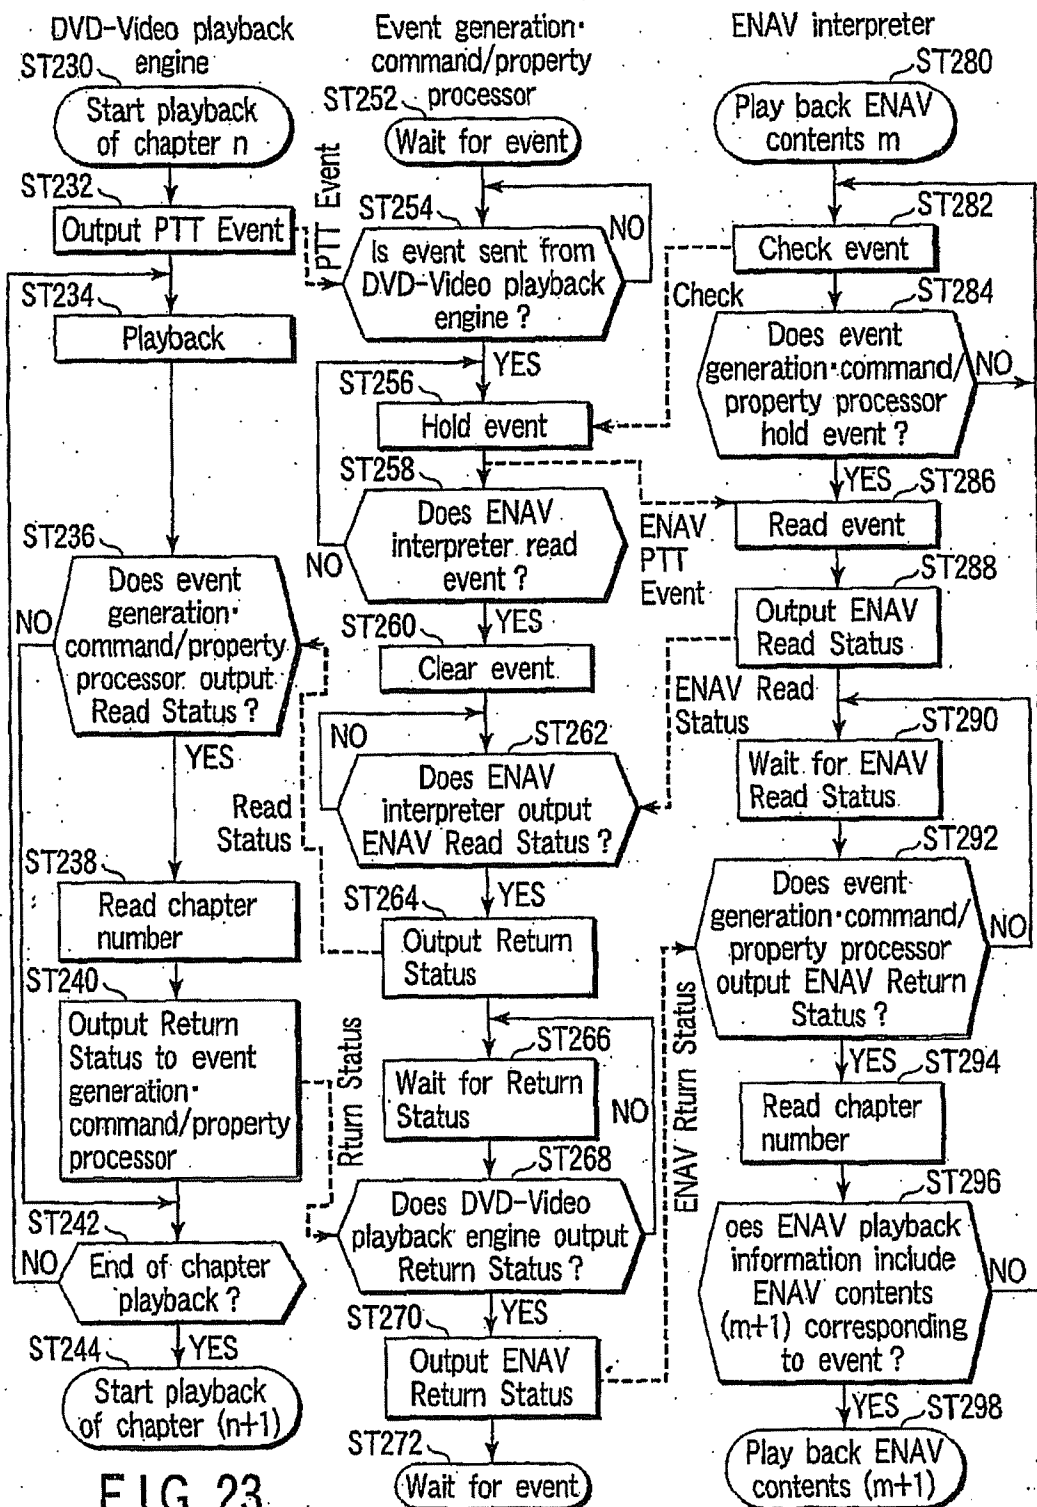 DVD-Video playback
engine
ST230
Start playback
of chapter n
ST232
Output PTT Event
PTT Event
ST234
Playback
ST236
Does event
generation·
command/property
processor output
Read Status ?
NO
YES
Read
Status
ST238
Read chapter
number
ST240
Output Return
Status to event
generation·
command/property
processor
Rturn Status
ST242
End of chapter
playback ?
NO
YES
ST244
Start playback
of chapter (n+1)
Event generation·
command/property
processor
ST252
Wait for event
ST254
Is event sent from
DVD-Video playback
engine ?
NO
YES
ST256
Hold event
ST258
Does ENAV
interpreter read
event ?
NO
YES
ST260
Clear event
ST262
NO
Does ENAV
interpreter output
ENAV Read Status ?
YES
ST264
Output Return
Status
ST266
Wait for Return
Status
NO
ST268
Does DVD-Video
playback engine output
Return Status ?
YES
ST270
Output ENAV
Return Status
ST272
Wait for event
ENAV interpreter
ST280
Play back ENAV
contents m
ST282
Check event
Check
ST284
Does event
generation·command/
property processor
hold event ?
NO
YES
ST286
Read event
ENAV
PTT
Event
ST288
Output ENAV
Read Status
ENAV Read
Status
ST290
Wait for ENAV
Read Status
ST292
Does event
generation·command/
property processor
output ENAV Return
Status ?
NO
ENAV Rturn Status
YES
ST294
Read chapter
number
ST296
oes ENAV playback
information include
ENAV contents
(m+1) corresponding
to event ?
NO
YES
ST298
Play back ENAV
contents (m+1)
FIG. 23